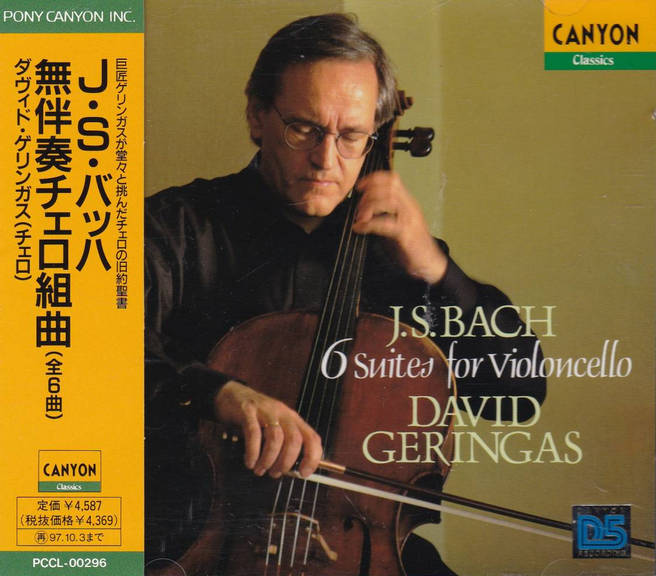 PONY CANYON INC.
巨匠ゲリンガスが堂々と挑んだチェロの旧約聖書
J・S・バッハ
無伴奏チェロ組曲(全6曲)
ダヴィド・ゲリンガス(チェロ)
CANYON
Classics
定価￥4,587
(税抜価格￥4,369)
再 97.10.3まで
PCCL-00296
CANYON
Classics
J.S.BACH
6 Suites for Violoncello
DAVID
GERINGAS
CANYON
D5
RECORDING